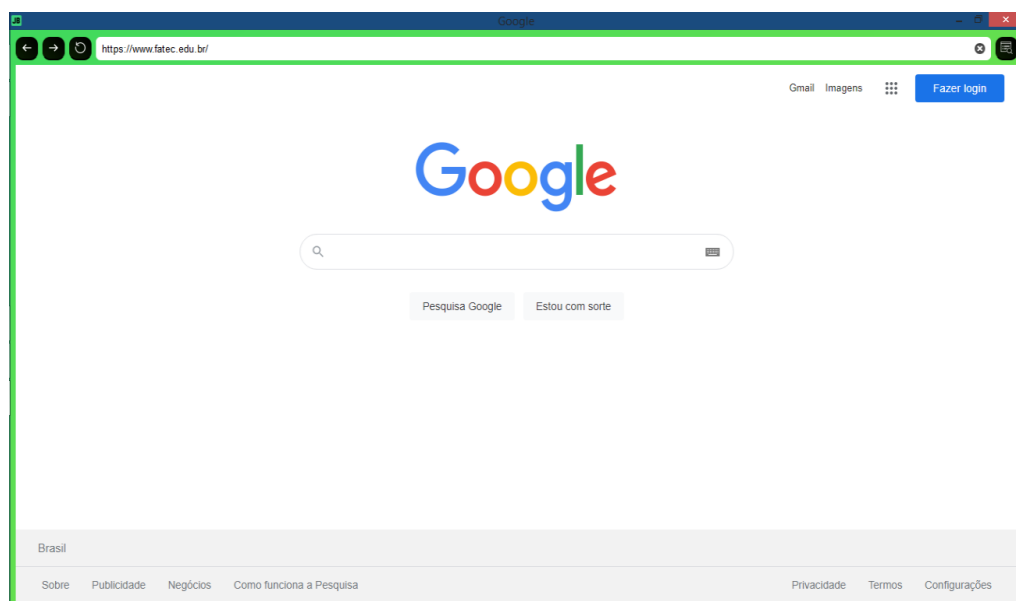 JB
Google
https://www.fatec.edu.br/
Gmail Imagens Fazer login
Google
Pesquisa Google Estou com sorte
Brasil
Sobre Publicidade Negócios Como funciona a Pesquisa Privacidade Termos Configurações